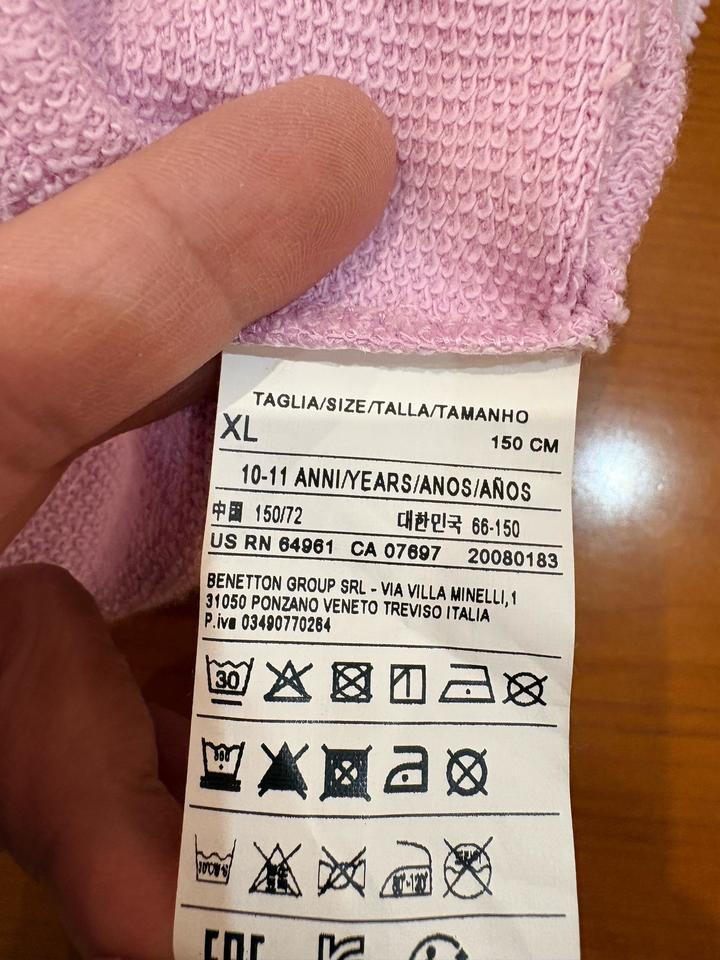 TAGLIA/SIZE/TALLA/TAMANHO
XL 150 CM
10-11 ANNI/YEARS/ANOS/AÑOS
中國 150/72 대한민국 66-150
US RN 64961 CA 07697 20080183
BENETTON GROUP SRL - VIA VILLA MINELLI,1
31050 PONZANO VENETO TREVISO ITALIA
P.iva 03490770264
30